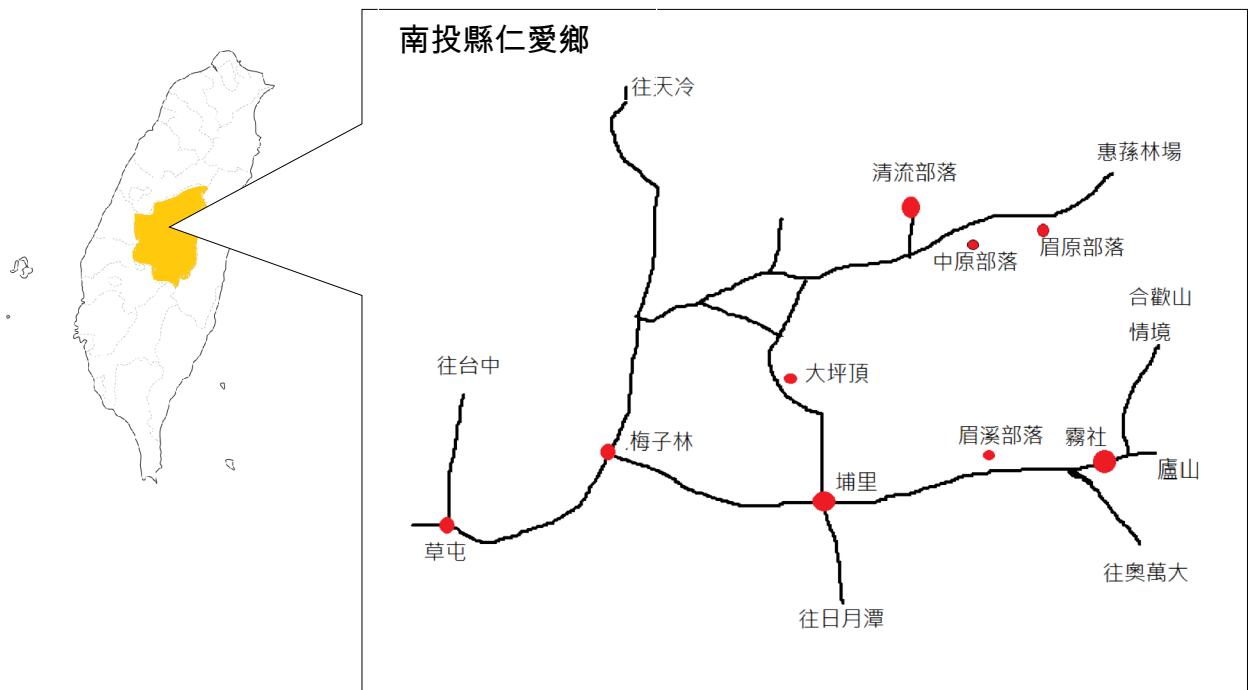 南投縣仁愛鄉
往天冷
惠蓀林場
清流部落
中原部落
眉原部落
合歡山
情境
往台中
大坪頂
梅子林
眉溪部落
霧社
廬山
埔里
草屯
往奧萬大
往日月潭